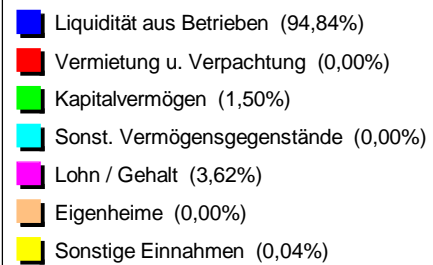 Liquidität aus Betrieben (94,84%)
Vermietung u. Verpachtung (0,00%)
Kapitalvermögen (1,50%)
Sonst. Vermögensgegenstände (0,00%)
Lohn / Gehalt (3,62%)
Eigenheime (0,00%)
Sonstige Einnahmen (0,04%)